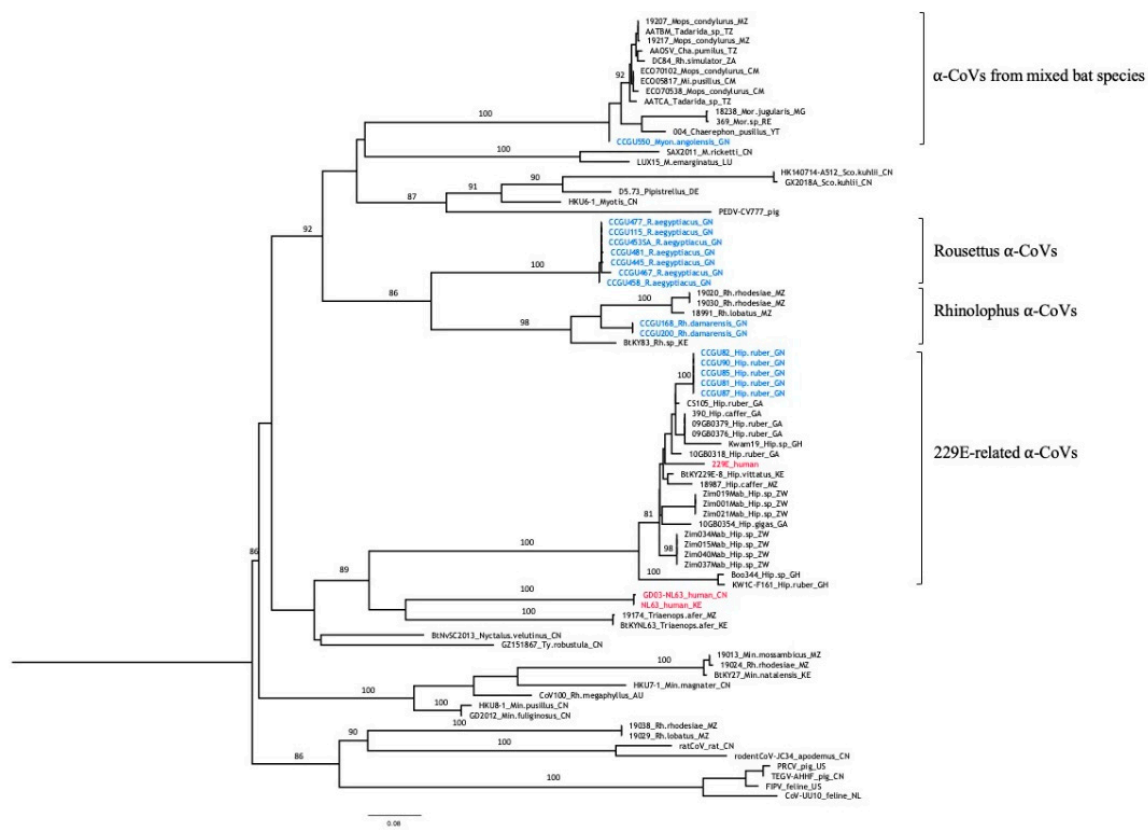 19207_Mops_condylurus_MZ
AATBM_Tadarida_sp_TZ
19217_Mops_condylurus_MZ
AAOSV_Cha.pumilus_TZ
DC84_Rh.simulator_ZA
92
ECO70102_Mops_condylurus_CM
ECO05817_Mi.pusillus_CM
ECO70538_Mops_condylurus_CM
AATCA_Tadarida_sp_TZ
α-CoVs from mixed bat species
18238_Mor.jugularis_MG
369_Mor.sp_RE
100
004_Chaerephon_pusillus_YT
CCGU550_Myon.angolensis_GN
SAX2011_M.ricketti_CN
100
LUX15_M.emarginatus_LU
HK140714-A512_Sco.kuhlii_CN
90
GX2018A_Sco.kuhlii_CN
91
D5.73_Pipistrellus_DE
87
HKU6-1_Myotis_CN
PEDV-CV777_pig
CCGU477_R.aegyptiacus_GN
CCGU115_R.aegyptiacus_GN
92
CCGU4535A_R.aegyptiacus_GN
CCGU481_R.aegyptiacus_GN
Rousettus α-CoVs
CCGU445_R.aegyptiacus_GN
100
CCGU467_R.aegyptiacus_GN
CCGU458_R.aegyptiacus_GN
86
19020_Rh.rhodesiae_MZ
100
19030_Rh.rhodesiae_MZ
18991_Rh.lobatus_MZ
Rhinolophus α-CoVs
98
CCGU168_Rh.damarensis_GN
CCGU200_Rh.damarensis_GN
BtKY83_Rh.sp_KE
CCGU82_Hip.ruber_GN
CCGU90_Hip.ruber_GN
100
CCGU85_Hip.ruber_GN
CCGU81_Hip.ruber_GN
CCGU87_Hip.ruber_GN
CS105_Hip.ruber_GA
390_Hip.caffer_GA
09GB0379_Hip.ruber_GA
09GB0376_Hip.ruber_GA
Kwam19_Hip.sp_GH
10GB0318_Hip.ruber_GA
229E-related α-CoVs
229E_human
BtKY229E-8_Hip.vittatus_KE
18987_Hip.caffer_MZ
Zim019Mab_Hip.sp_ZW
Zim001Mab_Hip.sp_ZW
81
Zim021Mab_Hip.sp_ZW
10GB0354_Hip.gigas_GA
Zim034Mab_Hip.sp_ZW
98
Zim015Mab_Hip.sp_ZW
100
Zim040Mab_Hip.sp_ZW
86
Zim037Mab_Hip.sp_ZW
89
100
Boo344_Hip.sp_GH
KW1C-F161_Hip.ruber_GH
100
GD03-NL63_human_CN
NL63_human_KE
100
19174_Triaenops.afer_MZ
BtKYNL63_Triaenops.afer_KE
BtNvSC2013_Nyctalus.velutinus_CN
GZ151867_Ty.robustula_CN
19013_Min.mossambicus_MZ
100
19024_Rh.rhodesiae_MZ
BtKY27_Min.natalensis_KE
HKU7-1_Min.magnater_CN
100
CoV100_Rh.megaphyllus_AU
100
HKU8-1_Min.pusillus_CN
GD2012_Min.fuliginosus_CN
100
19038_Rh.rhodesiae_MZ
90
19029_Rh.lobatus_MZ
100
ratCoV_rat_CN
86
rodentCoV-JC34_apodemus_CN
PRCV_pig_US
100
TEGV-AHHF_pig_CN
FIPV_feline_US
CoV-UU10_feline_NL
0.08